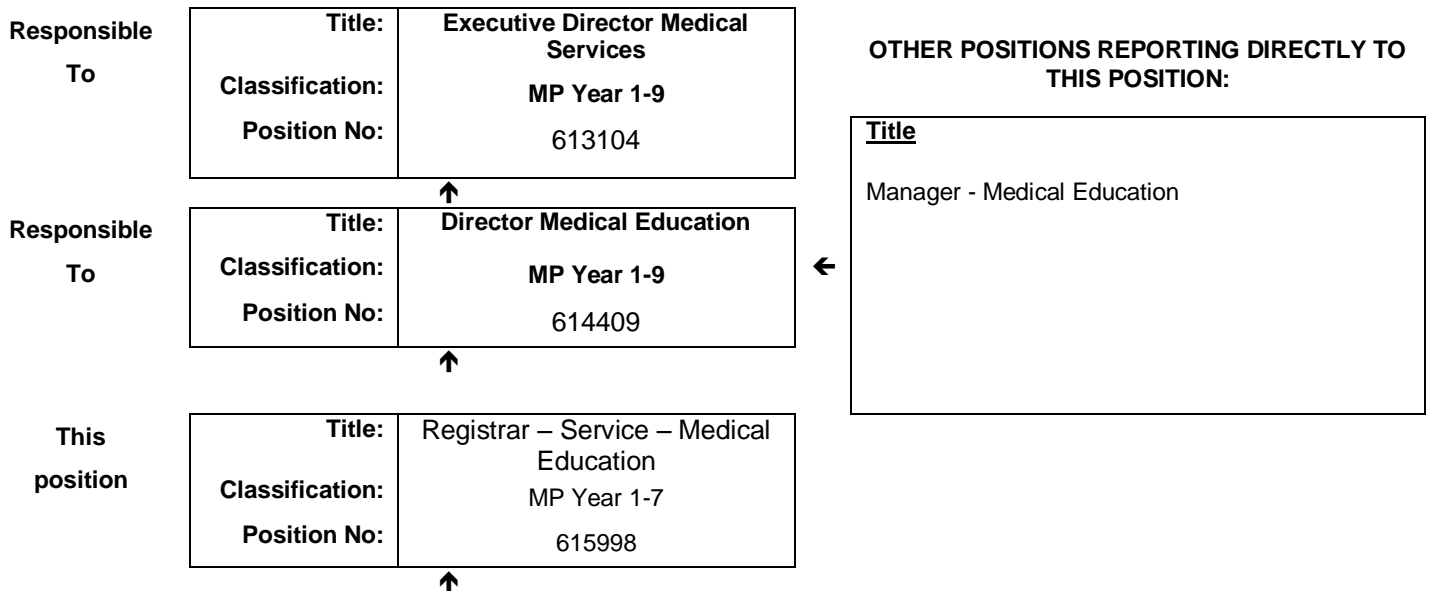 Responsible
To
Title: Executive Director Medical
Services
Classification: MP Year 1-9
Position No: 613104
↑
Responsible
To
Title: Director Medical Education
Classification: MP Year 1-9
Position No: 614409
↑
This
position
Title: Registrar – Service – Medical
Education
Classification: MP Year 1-7
Position No: 615998
↑
OTHER POSITIONS REPORTING DIRECTLY TO
THIS POSITION:
←
Title
Manager - Medical Education